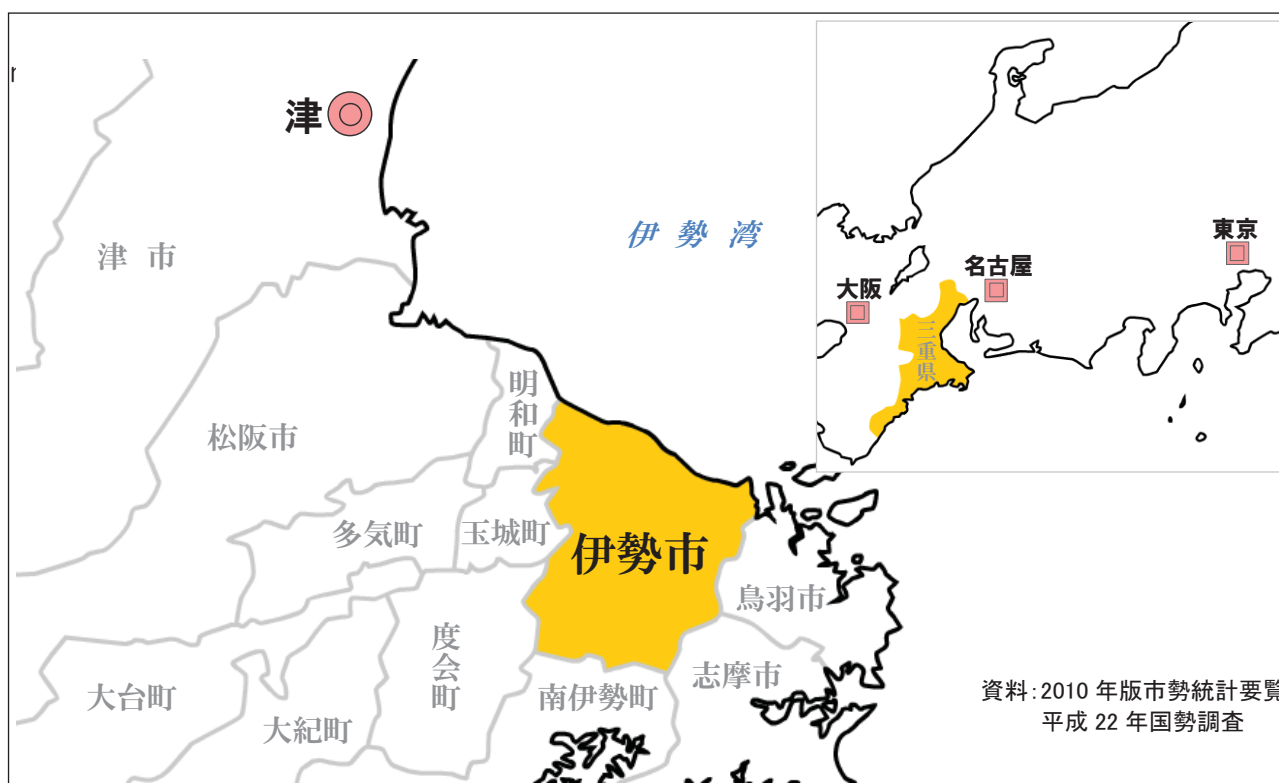 津
伊勢湾
津市
東京
名古屋
大阪
三重県
明和町
松阪市
多気町
玉城町
伊勢市
鳥羽市
度会町
志摩市
大台町
南伊勢町
大紀町
資料：2010 年版市勢統計要覧
平成 22 年国勢調査